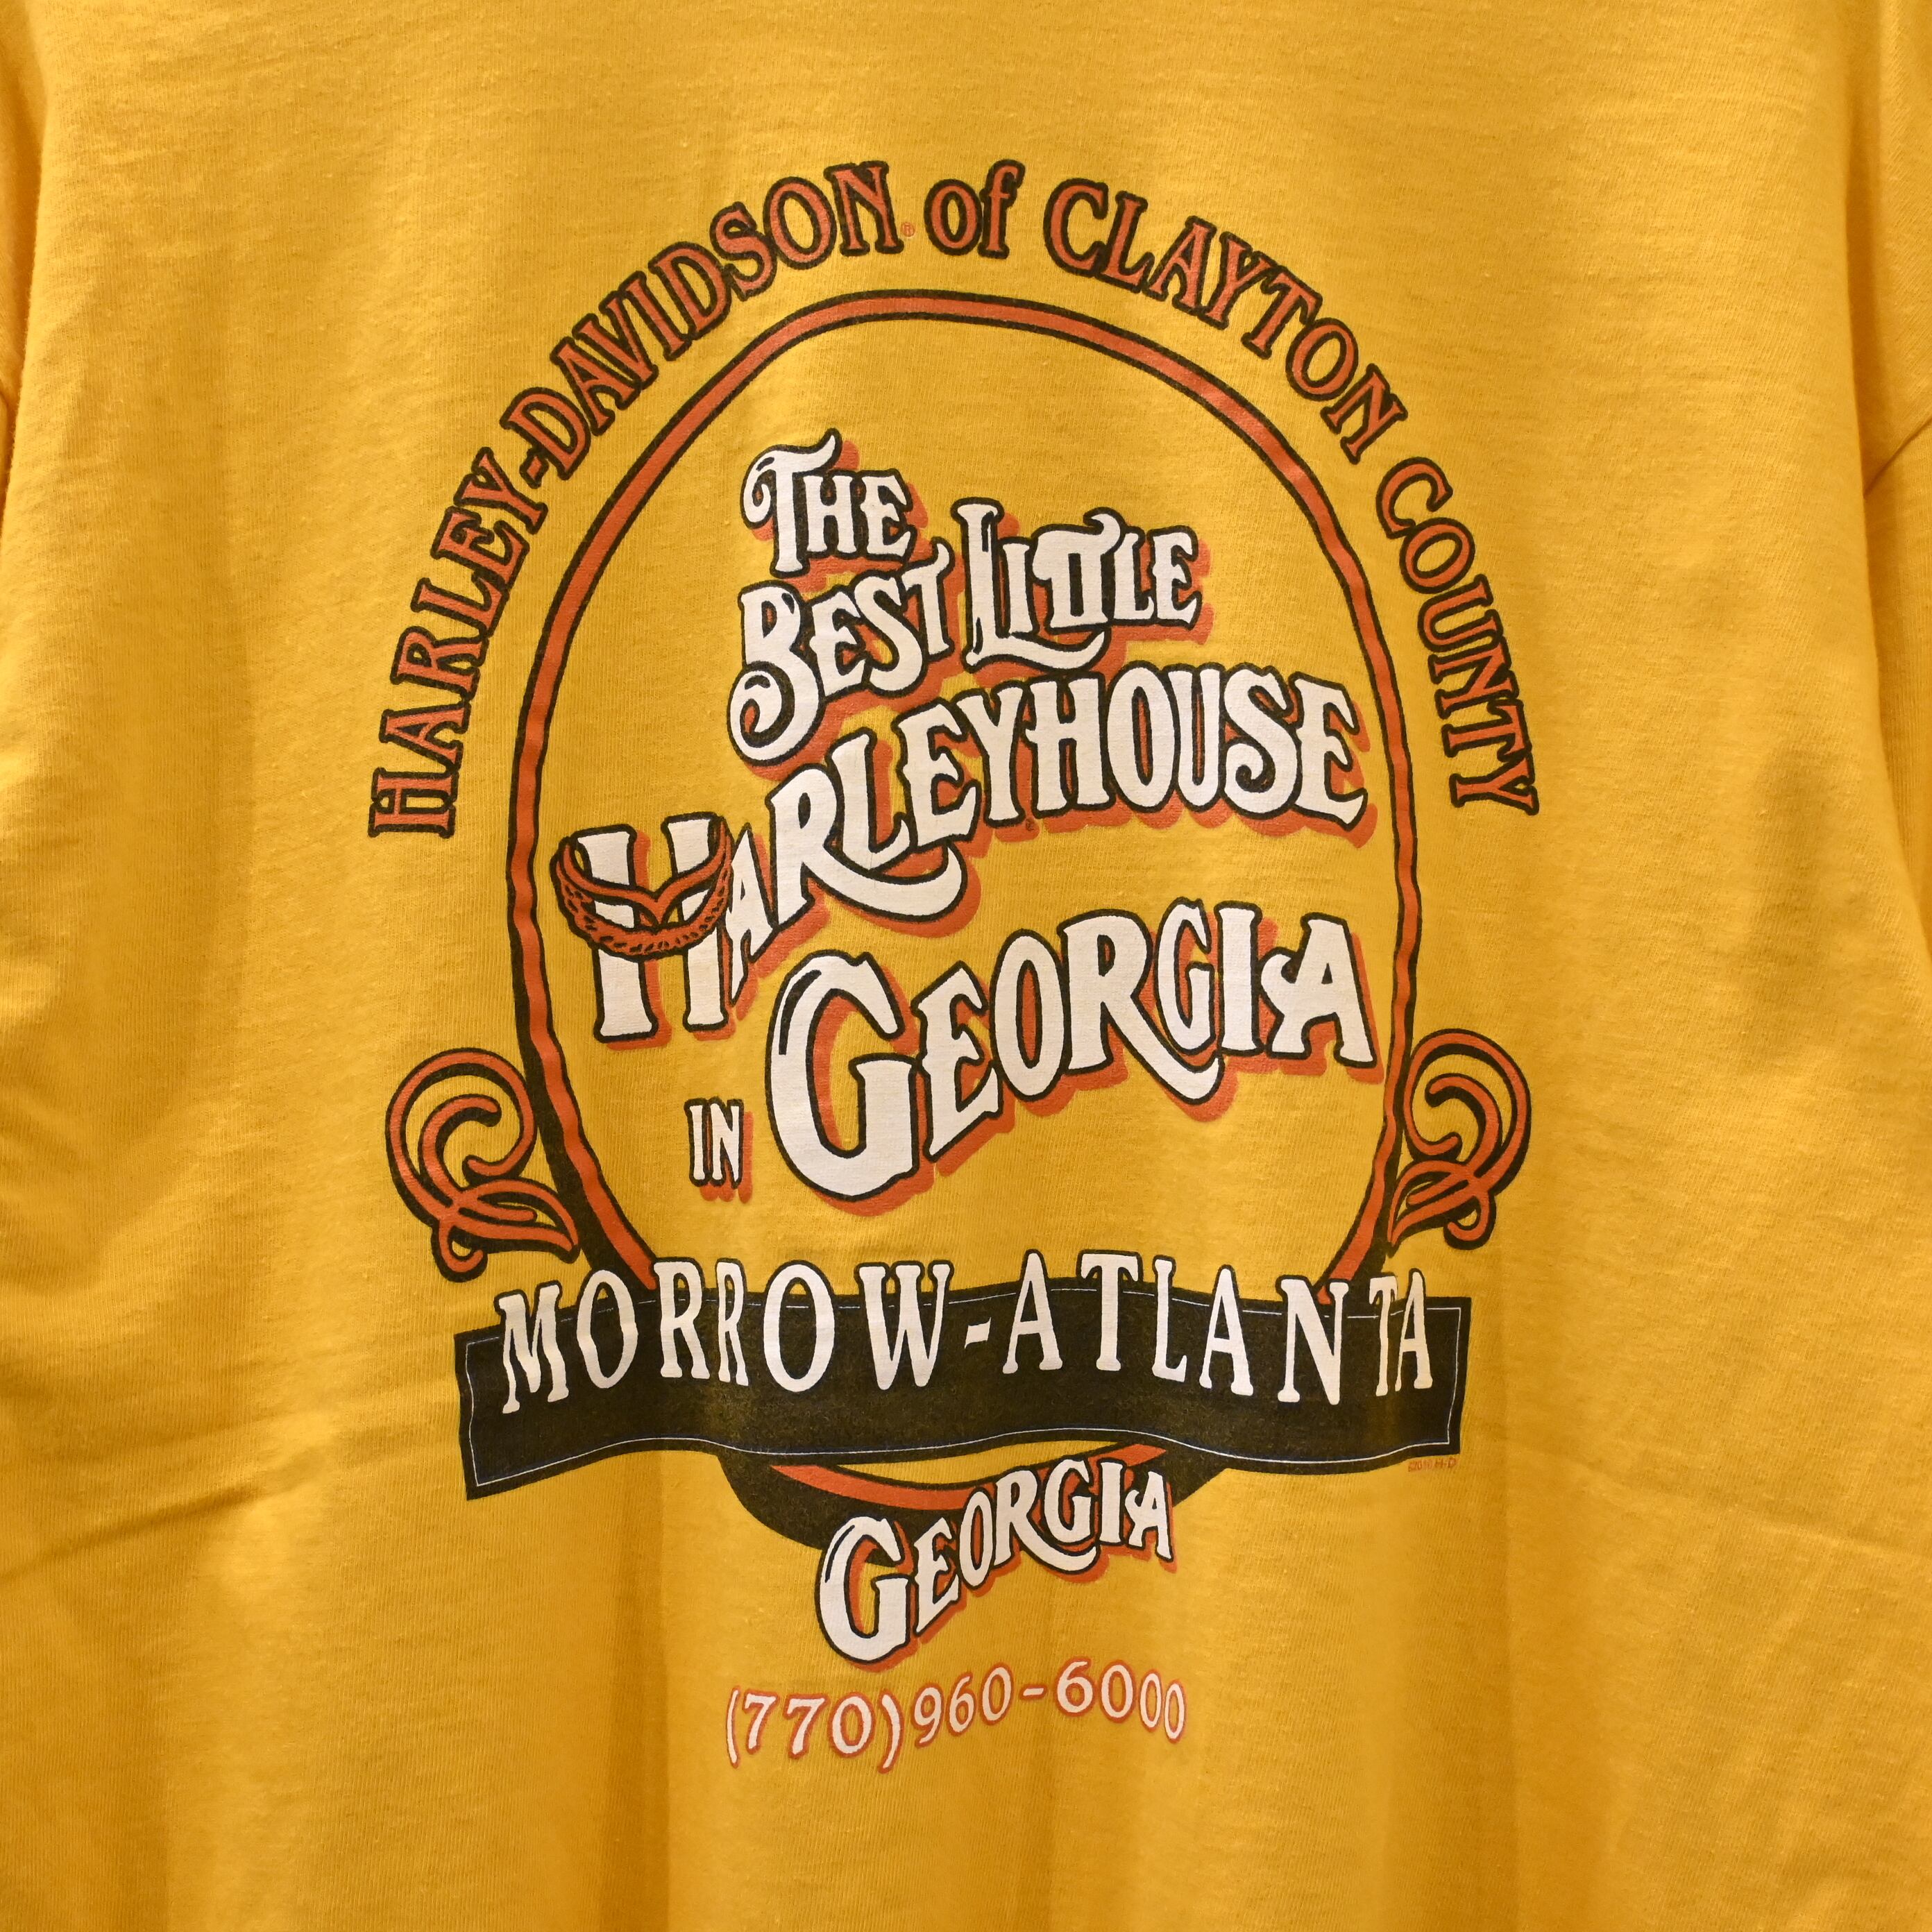 HARLEY-DAVIDSON® of CLAYTON COUNTY
THE
BEST LITTLE
HARLEYHOUSE
IN GEORGIA
MORROW-ATLANTA
GEORGIA
(770)960-6000